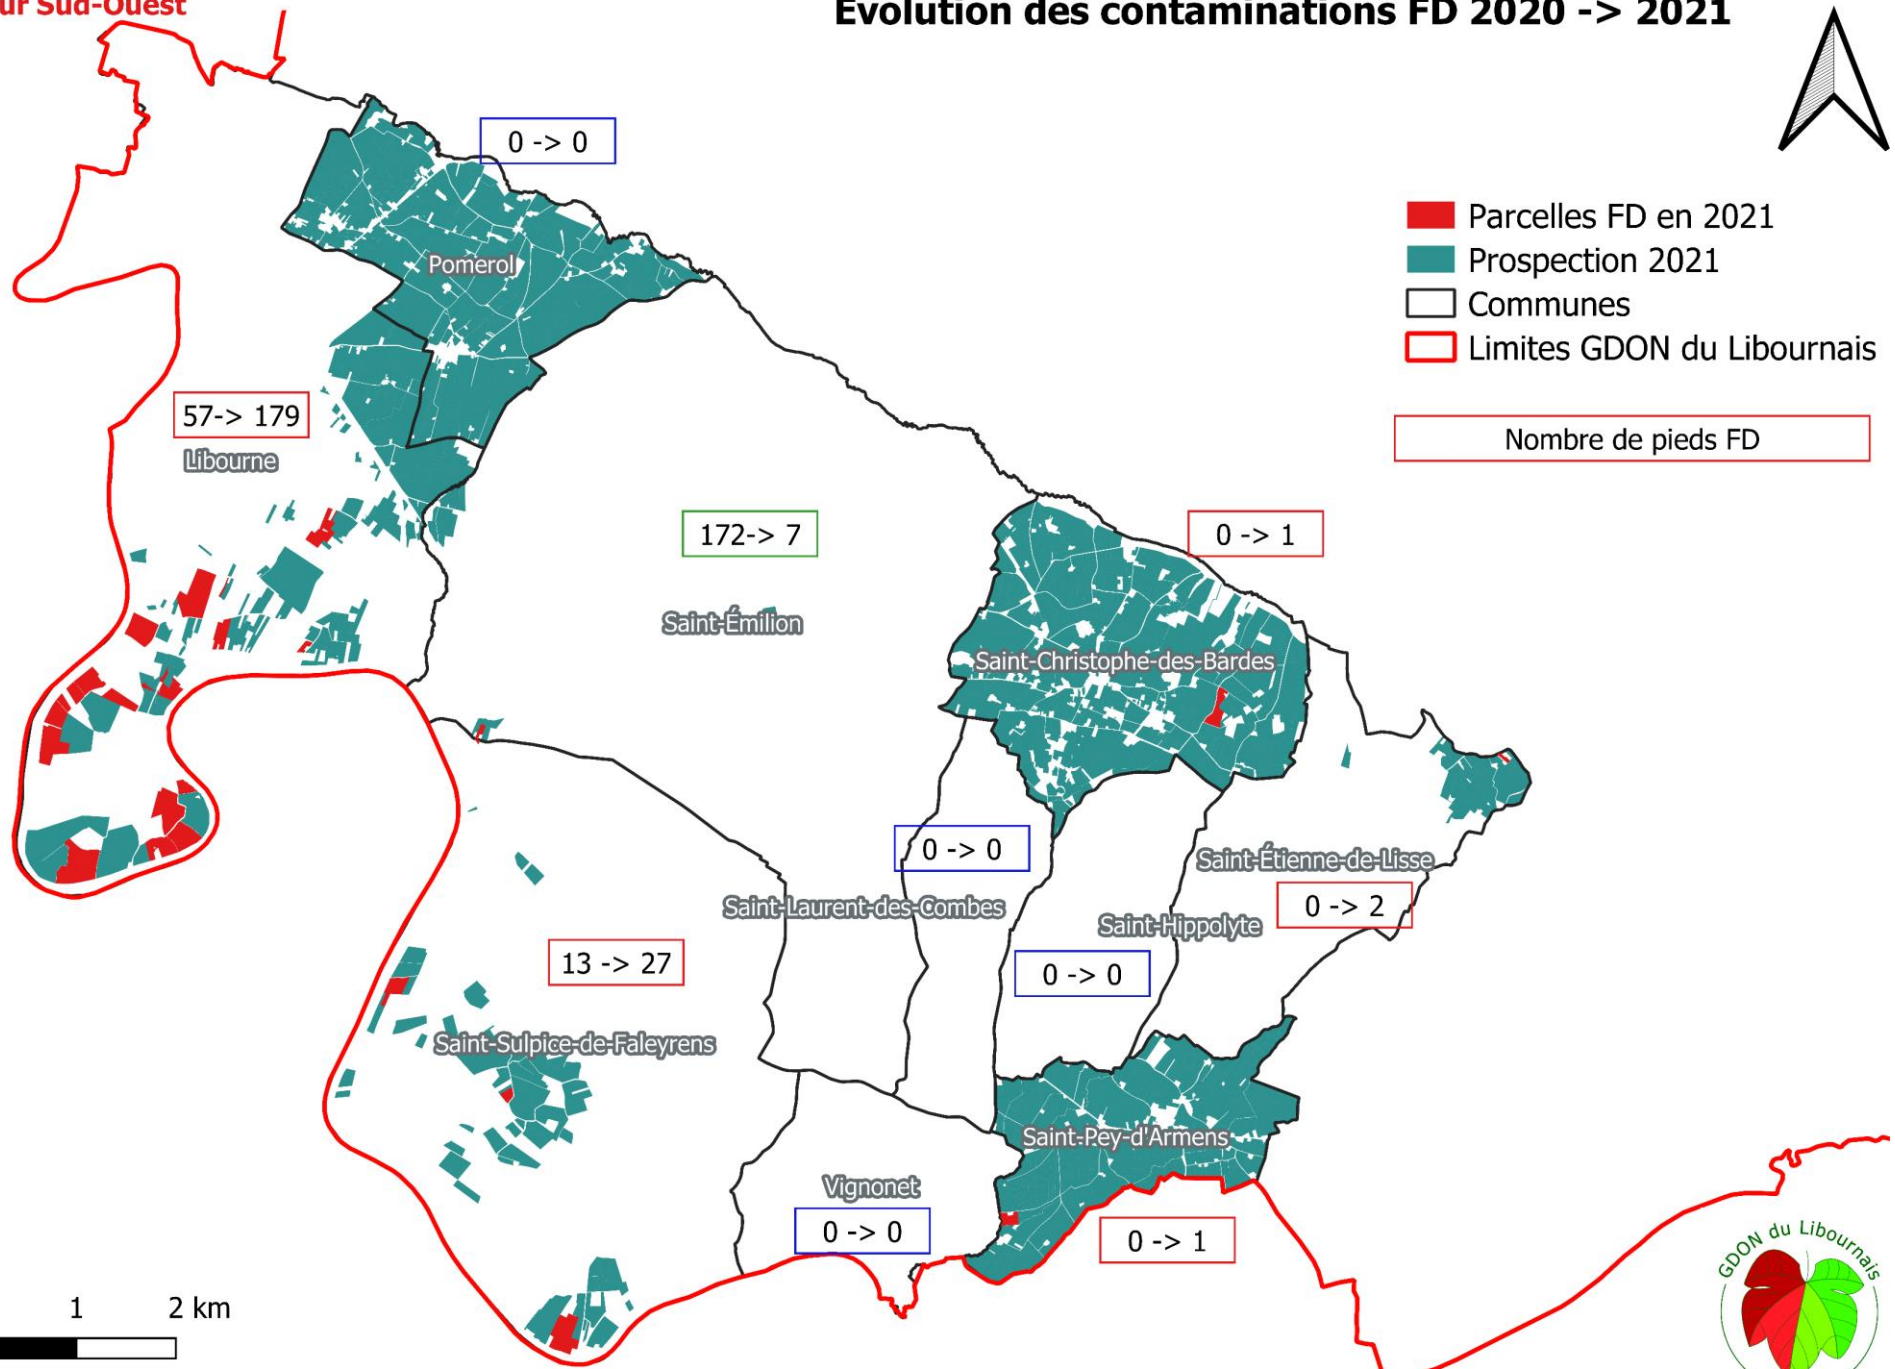 ur Sud-Ouest
Evolution des contaminations FD 2020 -> 2021
0 -> 0
Parcelles FD en 2021
Prospection 2021
Communes
Limites GDON du Libournais
Nombre de pieds FD
Pomerol
57-> 179
Libourne
172-> 7
Saint-Émilion
0 -> 1
Saint-Christophe-des-Bardes
0 -> 0
Saint-Laurent-des-Combes
Saint-Étienne-de-Lisse
0 -> 2
Saint-Hippolyte
0 -> 0
13 -> 27
Saint-Sulpice-de-Faleyrens
Saint-Pey-d'Armens
0 -> 1
Vignonet
0 -> 0
1 2 km
GDON du Libournais